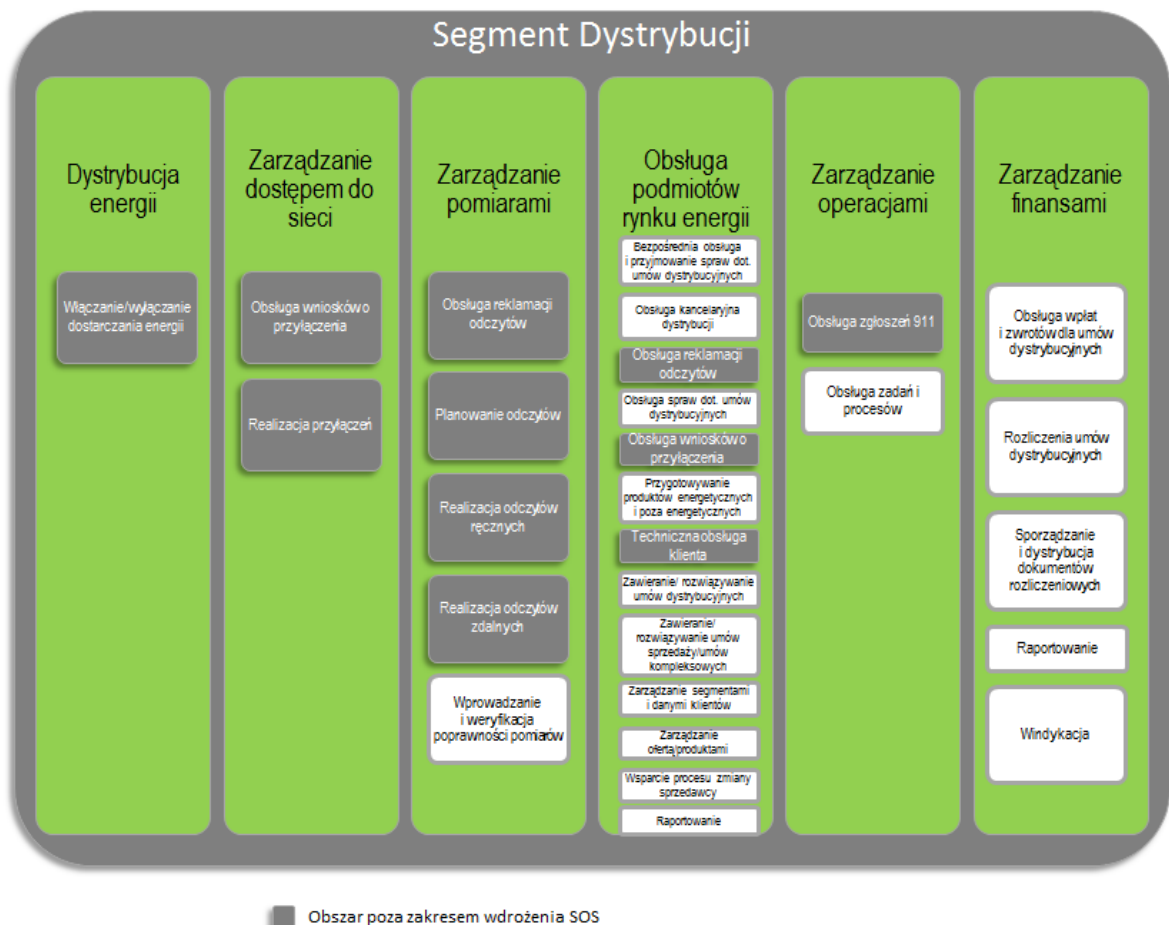 Segment Dystrybucji
Dystrybucja
energii
Włączanie/wyłączanie
dostarczania energii
Zarządzanie
dostępem do
sieci
Obsługa wniosków o
przyłączenia
Realizacja przyłączeń
Zarządzanie
pomiarami
Obsługa reklamacji
odczytów
Planowanie odczytów
Realizacja odczytów
ręcznych
Realizacja odczytów
zdalnych
Wprowadzanie
i weryfikacja
poprawności pomiarów
Obsługa
podmiotów
rynku energii
Bezpośrednia obsługa
i przyjmowanie spraw dot.
umów dystrybucyjnych
Obsługa kancelaryjna
dystrybucji
Obsługa reklamacji
odczytów
Obsługa spraw dot. umów
dystrybucyjnych
Obsługa wniosków o
przyłączenia
Przygotowywanie
produktów energetycznych
i poza energetycznych
Techniczna obsługa
klienta
Zawieranie/ rozwiązywanie
umów dystrybucyjnych
Zawieranie/
rozwiązywanie umów
sprzedaży/umów
kompleksowych
Zarządzanie segmentami
i danymi klientów
Zarządzanie
ofertą/produktami
Wsparcie procesu zmiany
sprzedawcy
Raportowanie
Zarządzanie
operacjami
Obsługa zgłoszeń 911
Obsługa zadań i
procesów
Zarządzanie
finansami
Obsługa wpłat
i zwrotów dla umów
dystrybucyjnych
Rozliczenia umów
dystrybucyjnych
Sporządzanie
i dystrybucja
dokumentów
rozliczeniowych
Raportowanie
Windykacja
Obszar poza zakresem wdrożenia SOS